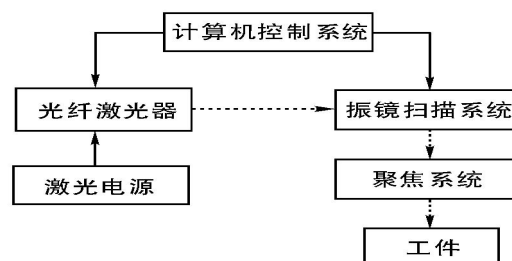 计算机控制系统
光纤激光器
振镜扫描系统
激光电源
聚焦系统
工件